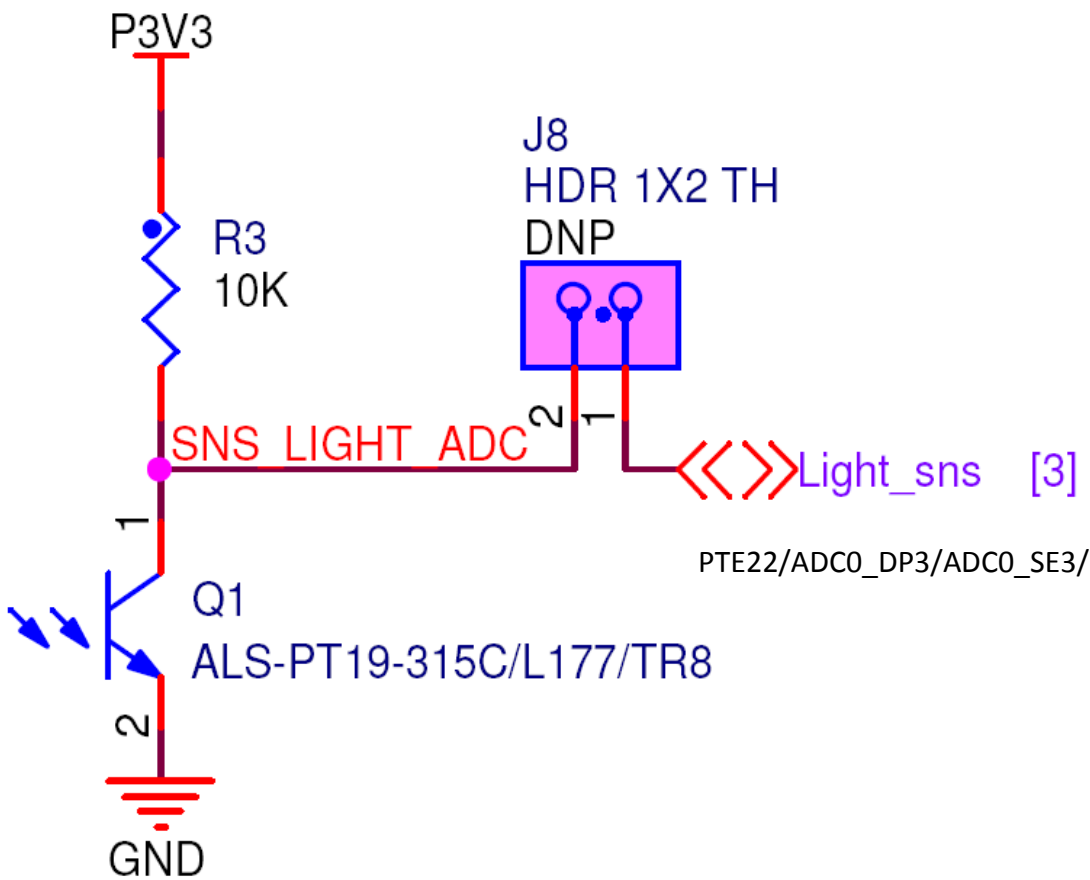 P3V3
J8
HDR 1X2 TH
DNP
R3
10K
2
1
SNS_LIGHT_ADC
Light_sns [3]
1
PTE22/ADC0_DP3/ADC0_SE3/
Q1
ALS-PT19-315C/L177/TR8
2
GND